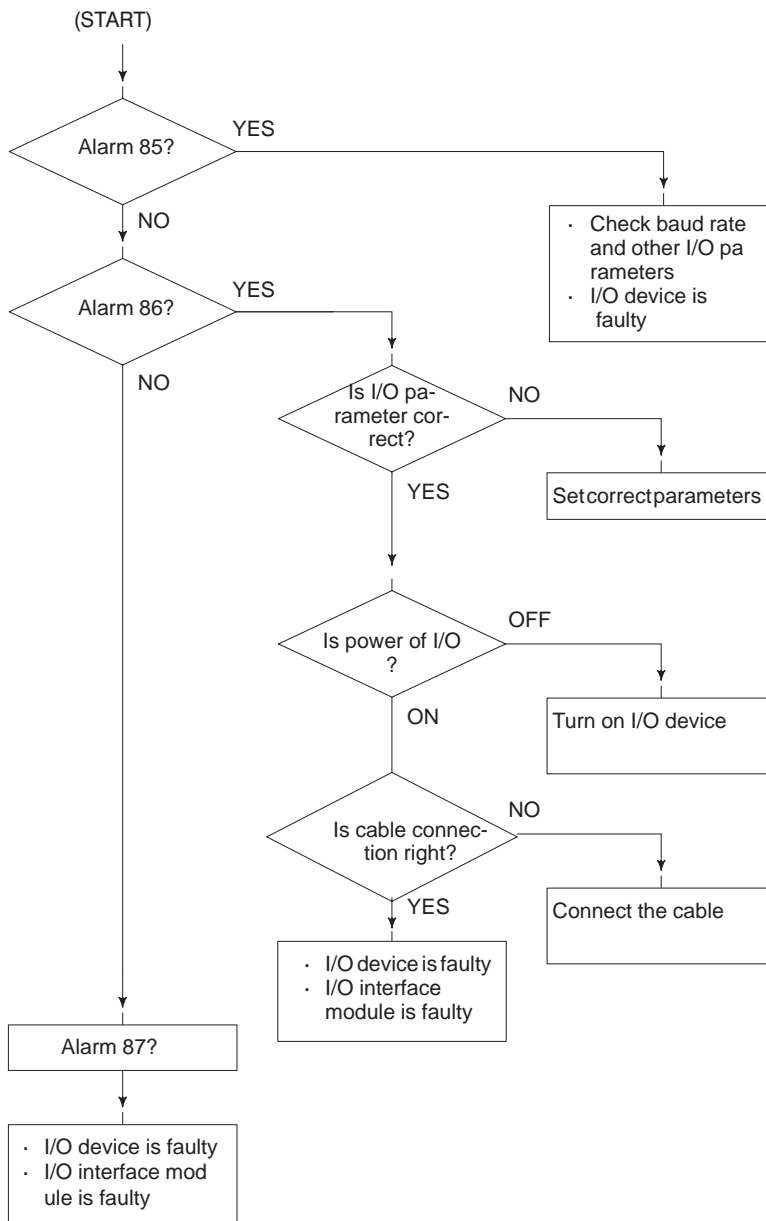 (START)
Alarm 85?
YES
NO
· Check baud rate
and other I/O pa
rameters
· I/O device is
faulty
Alarm 86?
YES
NO
Is I/O pa-
rameter cor-
rect?
NO
YES
Set correct parameters
Is power of I/O
?
OFF
ON
Turn on I/O device
Is cable connec-
tion right?
NO
YES
Connect the cable
· I/O device is faulty
· I/O interface
module is faulty
Alarm 87?
· I/O device is faulty
· I/O interface mod
ule is faulty